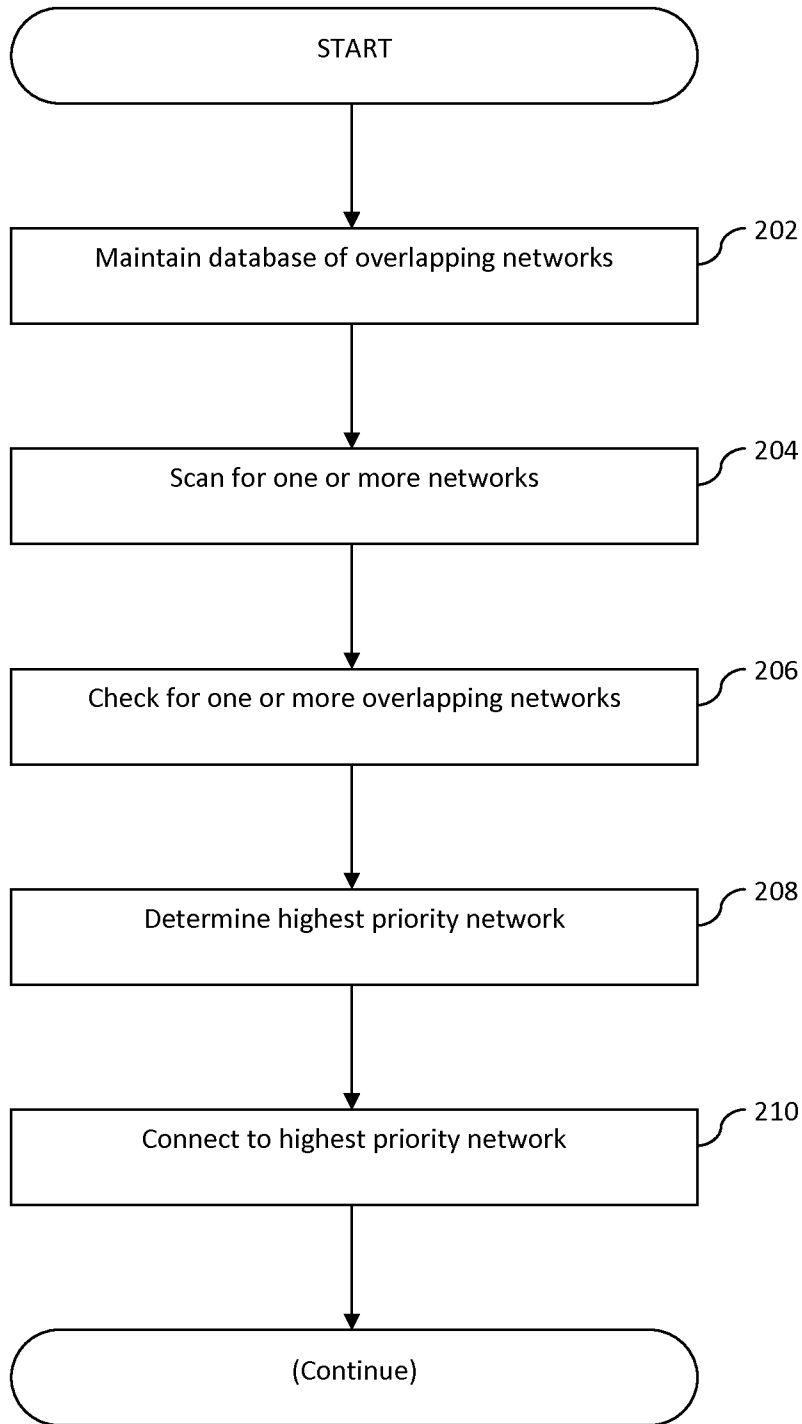 START
Maintain database of overlapping networks
202
Scan for one or more networks
204
Check for one or more overlapping networks
206
Determine highest priority network
208
Connect to highest priority network
210
(Continue)